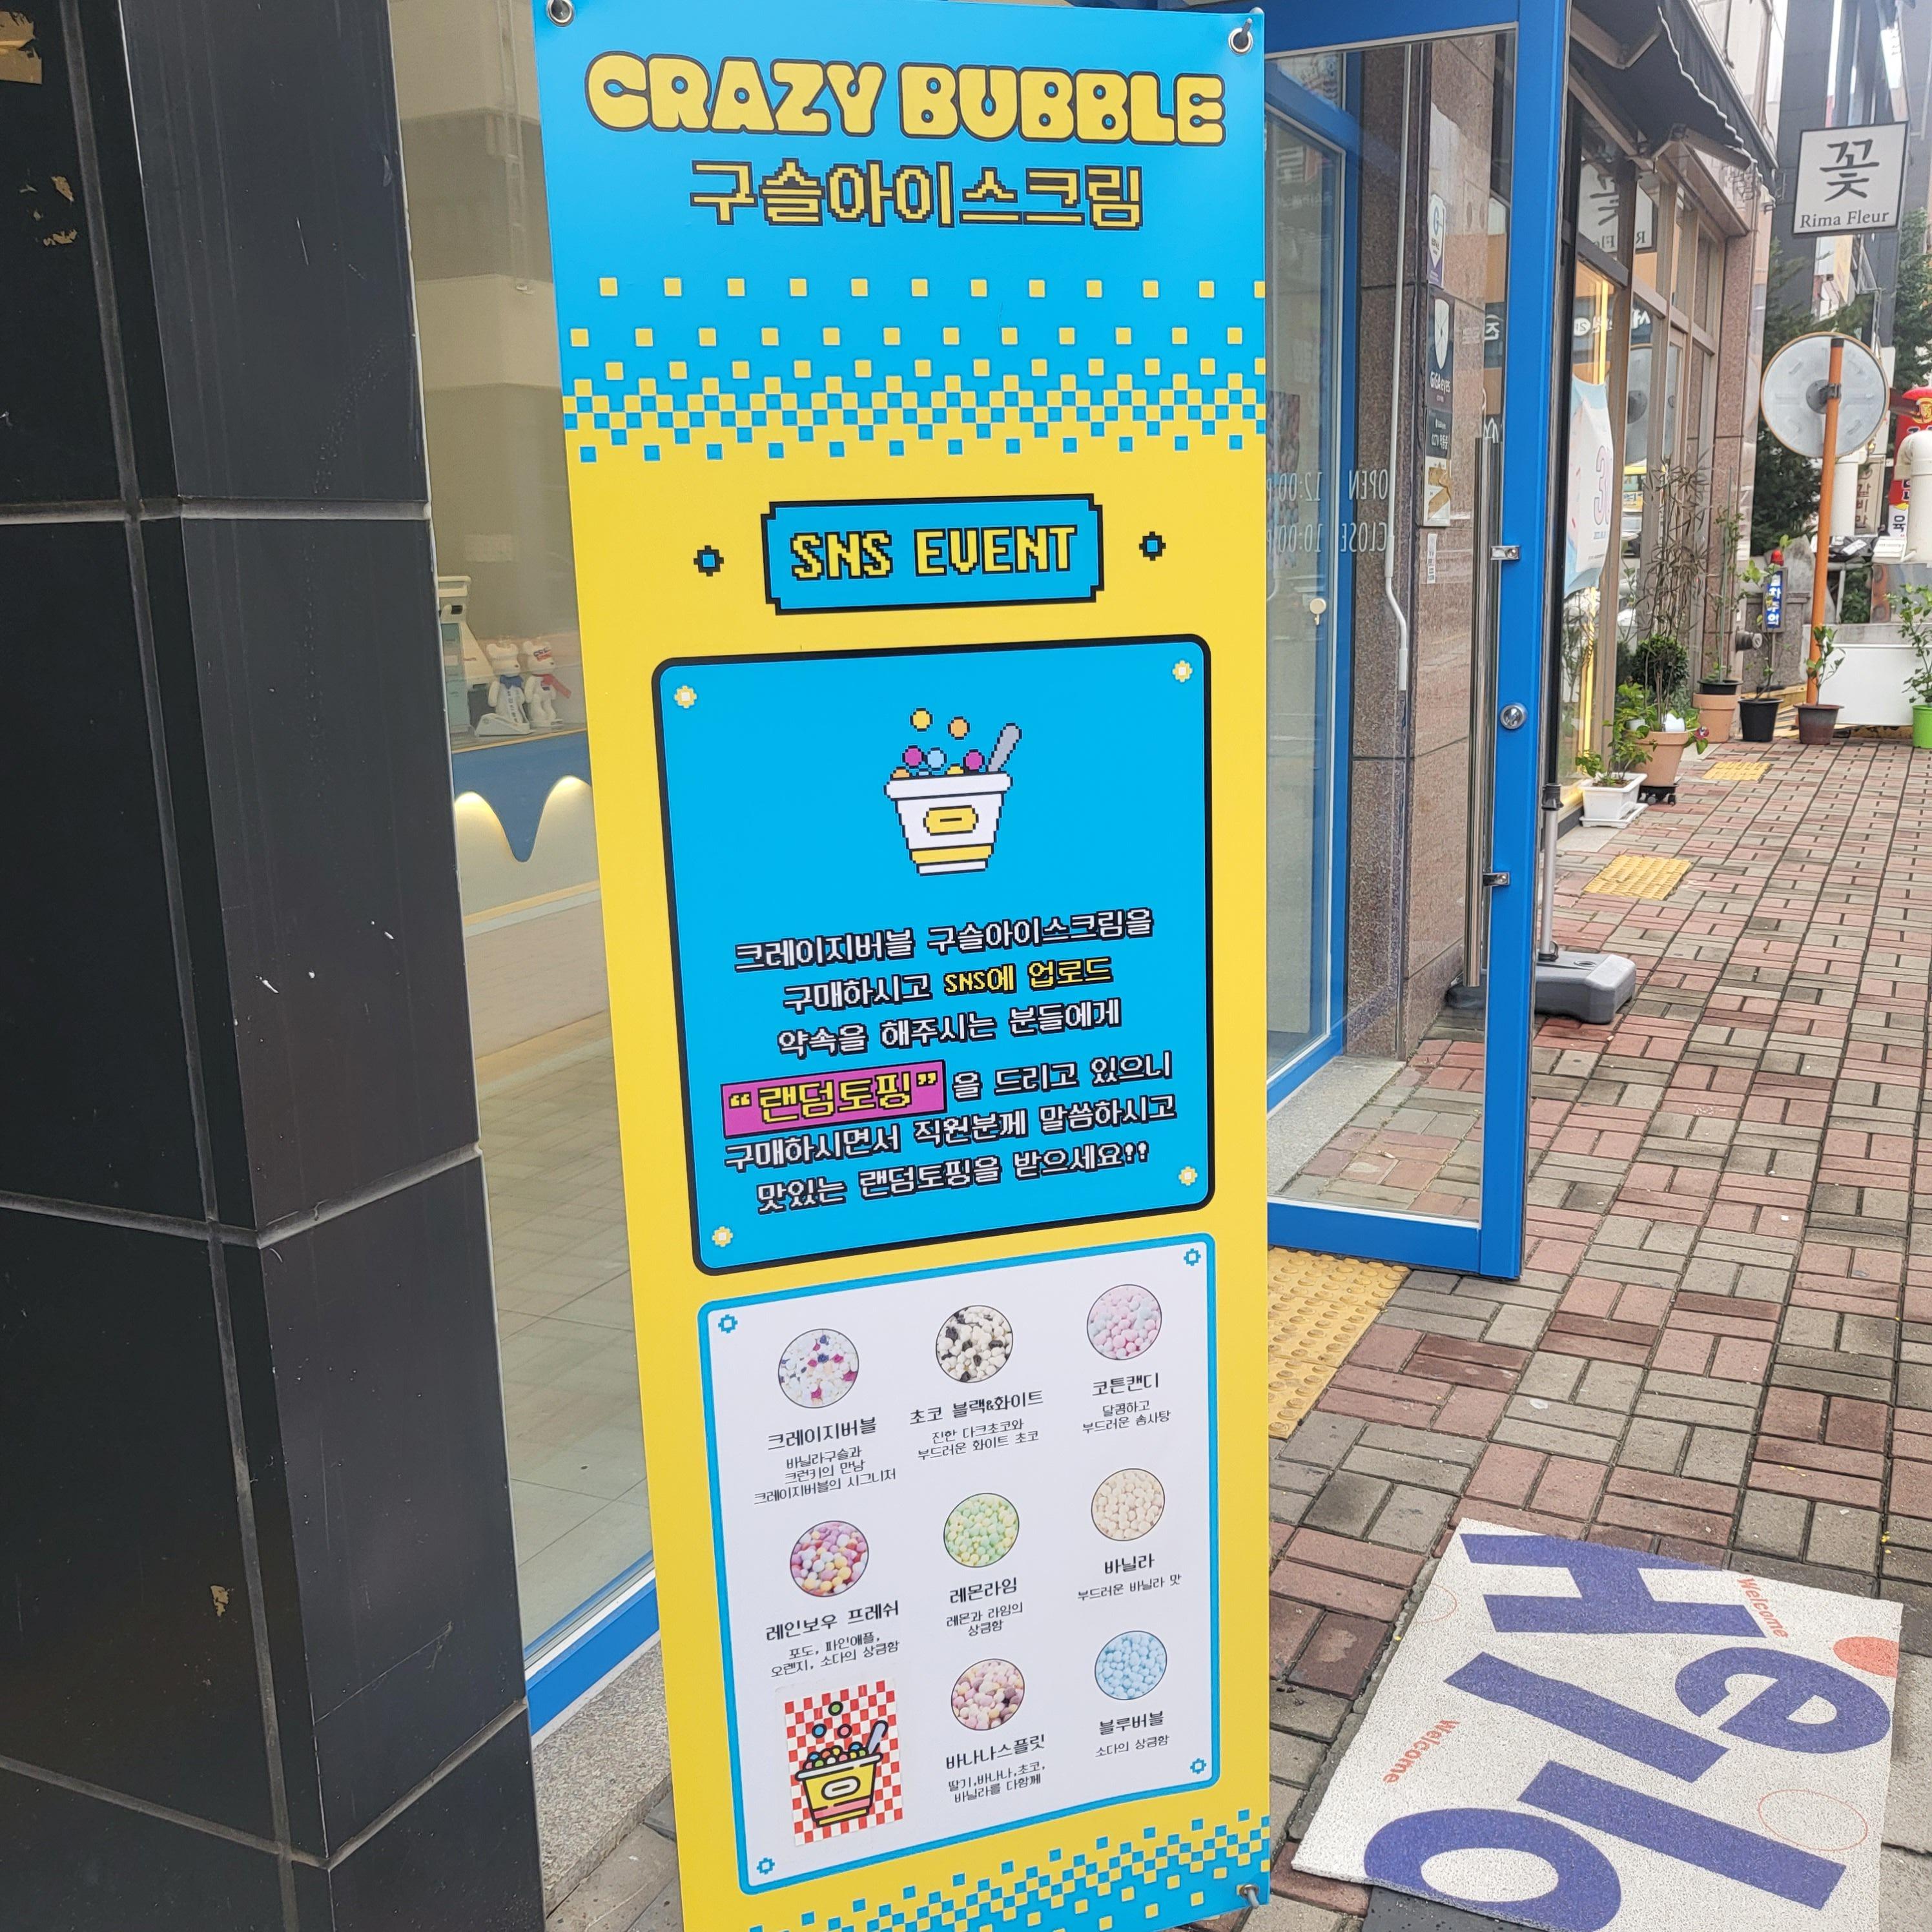 CRAZY BUBBLE
구슬아이스크림
SNS EVENT
크레이지버블 구슬아이스크림을
구매하시고 SNS에 업로드
약속을 해주시는 분들에게
“랜덤토핑”을 드리고 있으니
구매하시면서 직원분께 말씀하시고
맛있는 랜덤토핑을 받으세요!!
크레이지버블
바닐라구슬과
크런키의 만남
크레이지버블의 시그니처
초코 블랙&화이트
진한 다크초코와
부드러운 화이트 초코
코튼캔디
달콤하고
부드러운 솜사탕
레인보우 프레쉬
포도, 파인애플,
오렌지, 소다의 상큼함
레몬라임
레몬과 라임의
상큼함
바닐라
부드러운 바닐라 맛
바나나스플릿
딸기,바나나,초코,
바닐라를 다함께
블루버블
소다의 상큼함
OPEN 12:00
CLOSE 10:00
GiGAeyes
꽃
Rima Fleur
Hello
Welcome
Welcome